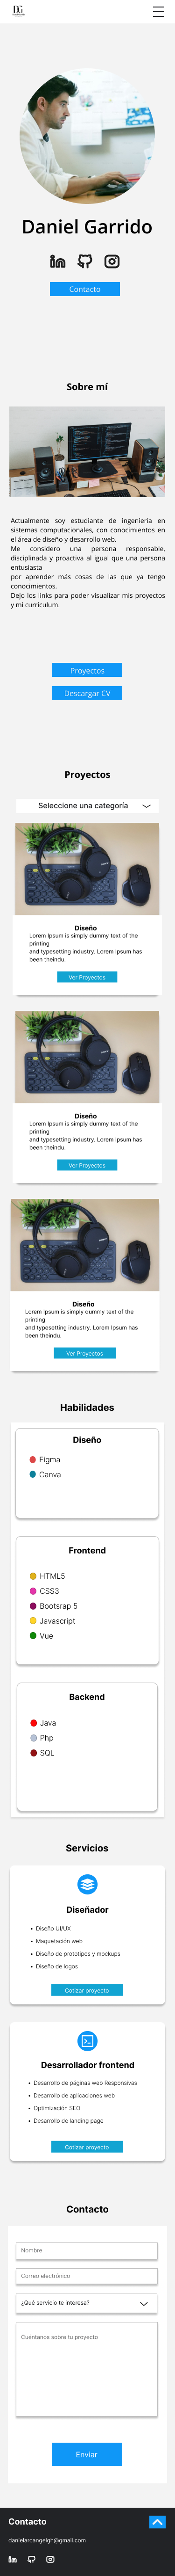 DG
Daniel Garrido
Contacto
Sobre mí
Actualmente soy estudiante de ingeniería en
sistemas computacionales, con conocimientos en
el área de diseño y desarrollo web.
Me considero una persona responsable,
disciplinada y proactiva al igual que una persona
entusiasta
por aprender más cosas de las que ya tengo
conocimientos.
Dejo los links para poder visualizar mis proyectos
y mi curriculum.
Proyectos
Descargar CV
Proyectos
Seleccione una categoría
Diseño
Lorem Ipsum is simply dummy text of the
printing
and typesetting industry. Lorem Ipsum has
been theindu.
Ver Proyectos
Diseño
Lorem Ipsum is simply dummy text of the
printing
and typesetting industry. Lorem Ipsum has
been theindu.
Ver Proyectos
Diseño
Lorem Ipsum is simply dummy text of the
printing
and typesetting industry. Lorem Ipsum has
been theindu.
Ver Proyectos
Habilidades
Diseño
Figma
Canva
Frontend
HTML5
CSS3
Bootsrap 5
Javascript
Vue
Backend
Java
Php
SQL
Servicios
Diseñador
• Diseño UI/UX
• Maquetación web
• Diseño de prototipos y mockups
• Diseño de logos
Cotizar proyecto
Desarrollador frontend
• Desarrollo de páginas web Responsivas
• Desarrollo de aplicaciones web
• Optimización SEO
• Desarrollo de landing page
Cotizar proyecto
Contacto
Nombre
Correo electrónico
¿Qué servicio te interesa?
Cuéntanos sobre tu proyecto
Enviar
Contacto
danielarcangelgh@gmail.com